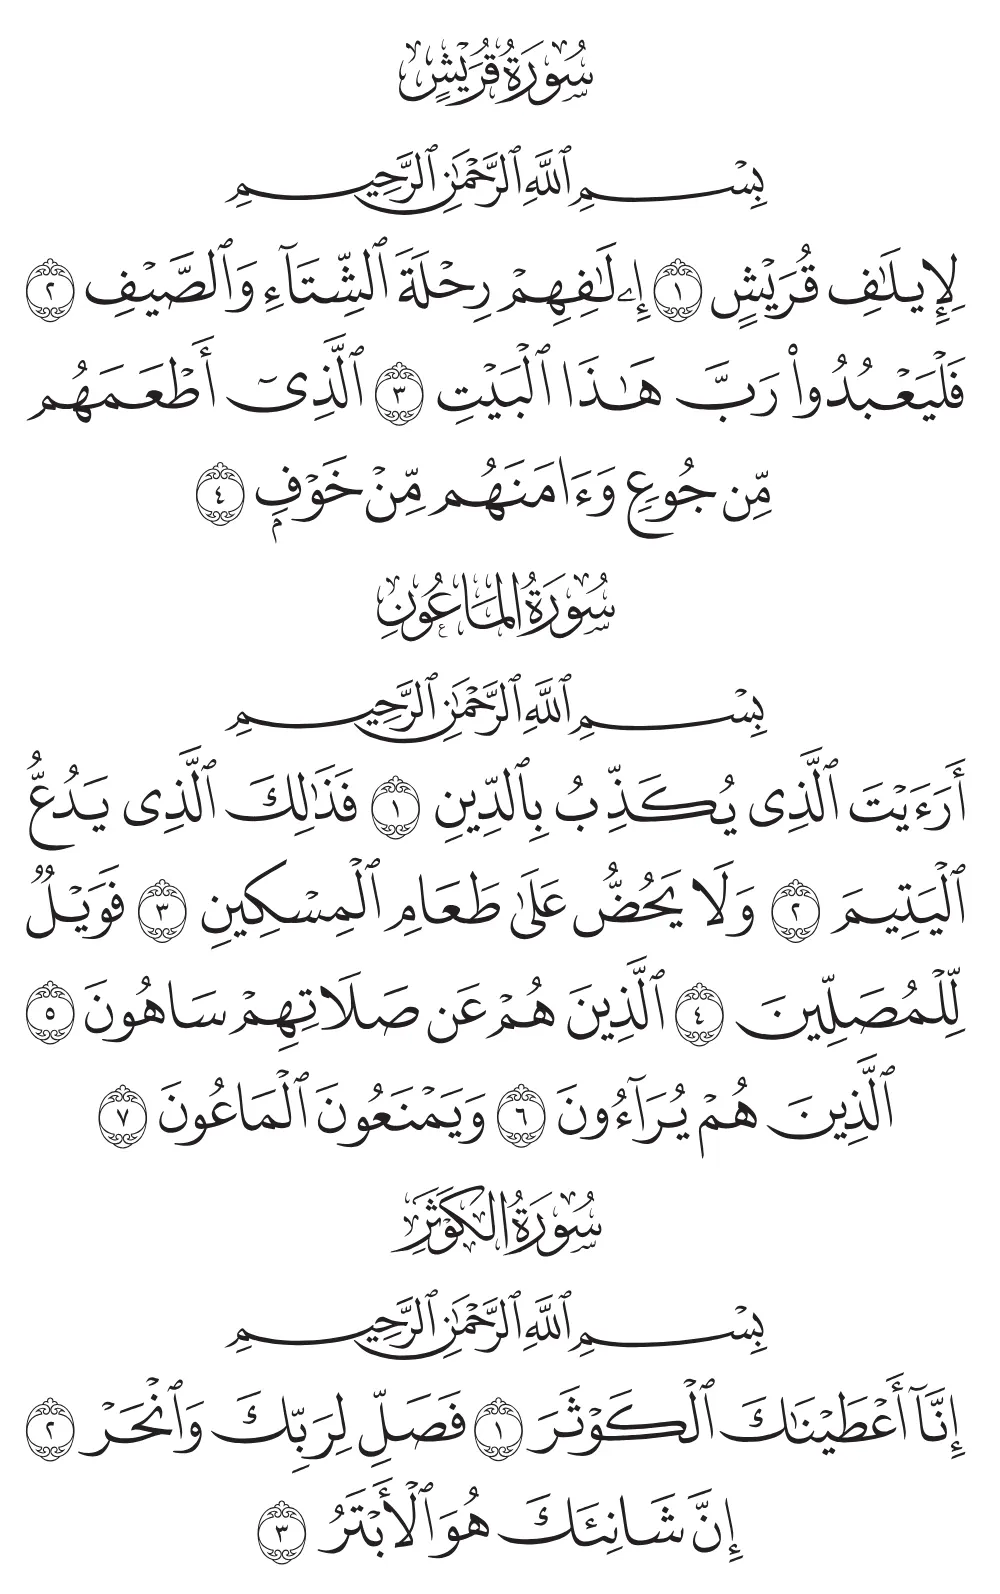 سُورَةُ قُرَيْشٍ
بِسْمِ ٱللَّهِ ٱلرَّحْمَٰنِ ٱلرَّحِيمِ
لِإِيلَٰفِ قُرَيْشٍ ١ إِۦلَٰفِهِمْ رِحْلَةَ ٱلشِّتَآءِ وَٱلصَّيْفِ ٢
فَلْيَعْبُدُوا۟ رَبَّ هَٰذَا ٱلْبَيْتِ ٣ ٱلَّذِىٓ أَطْعَمَهُم
مِّن جُوعٍ وَءَامَنَهُم مِّنْ خَوْفٍۭ ٤
سُورَةُ المَاعُونِ
بِسْمِ ٱللَّهِ ٱلرَّحْمَٰنِ ٱلرَّحِيمِ
أَرَءَيْتَ ٱلَّذِى يُكَذِّبُ بِٱلدِّينِ ١ فَذَٰلِكَ ٱلَّذِى يَدُعُّ
ٱلْيَتِيمَ ٢ وَلَا يَحُضُّ عَلَىٰ طَعَامِ ٱلْمِسْكِينِ ٣ فَوَيْلٌ
لِّلْمُصَلِّينَ ٤ ٱلَّذِينَ هُمْ عَن صَلَاتِهِمْ سَاهُونَ ٥
ٱلَّذِينَ هُمْ يُرَآءُونَ ٦ وَيَمْنَعُونَ ٱلْمَاعُونَ ٧
سُورَةُ الكَوْثَرِ
بِسْمِ ٱللَّهِ ٱلرَّحْمَٰنِ ٱلرَّحِيمِ
إِنَّآ أَعْطَيْنَٰكَ ٱلْكَوْثَرَ ١ فَصَلِّ لِرَبِّكَ وَٱنْحَرْ ٢
إِنَّ شَانِئَكَ هُوَ ٱلْأَبْتَرُ ٣